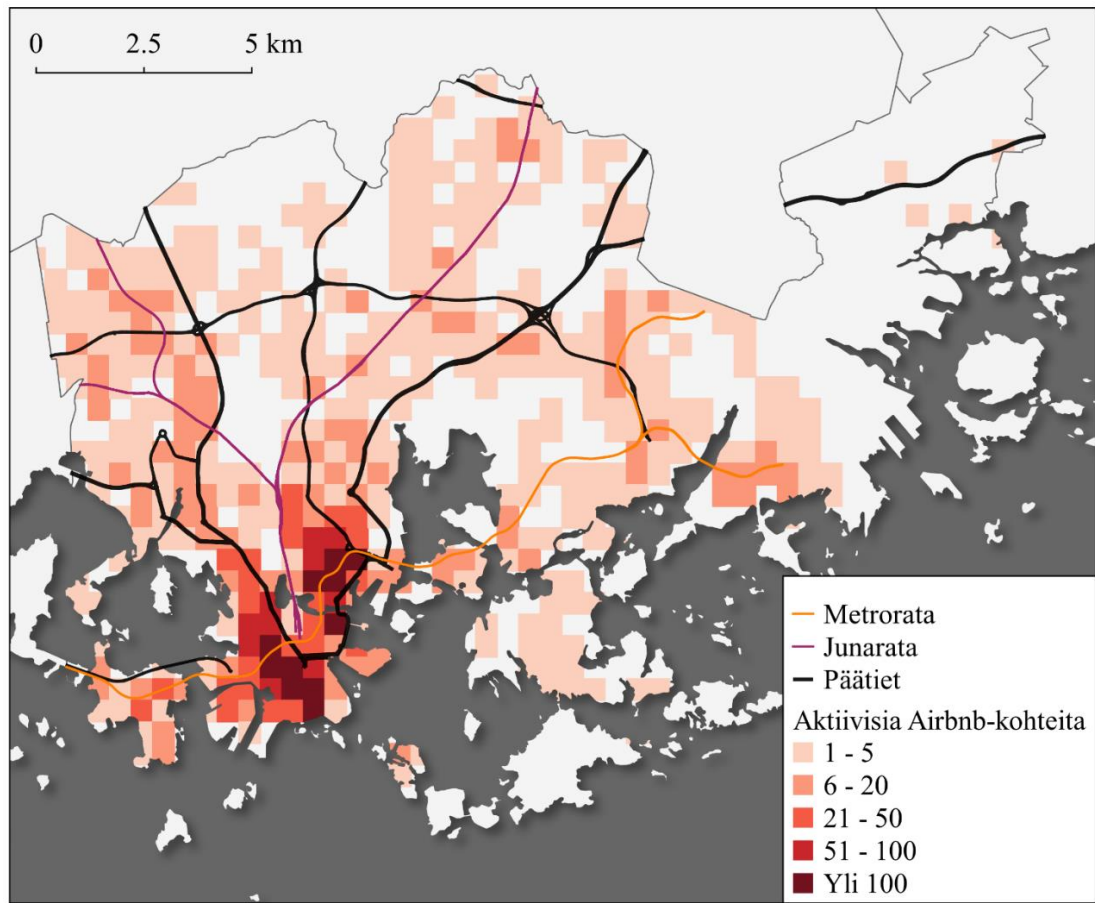 0 2.5 5 km
Metrorata
Junarata
Päätiet
Aktiivisia Airbnb-kohteita
1 - 5
6 - 20
21 - 50
51 - 100
Yli 100